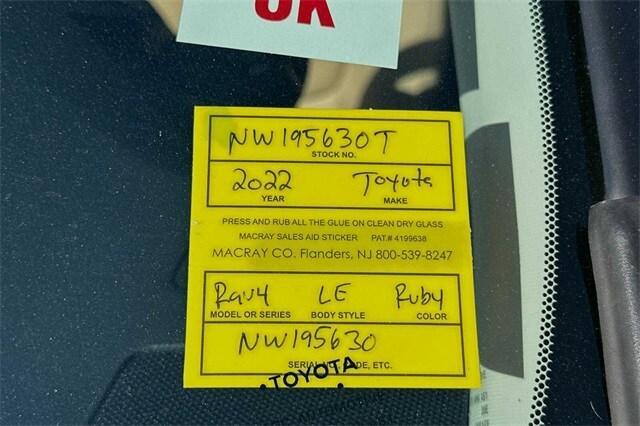 OK
NW195630T
STOCK NO.
2022 Toyota
YEAR MAKE
PRESS AND RUB ALL THE GLUE ON CLEAN DRY GLASS
MACRAY SALES AID STICKER PAT.# 4199638
MACRAY CO. Flanders, NJ 800-539-8247
Rav4 LE Ruby
MODEL OR SERIES BODY STYLE COLOR
NW195630
SERIAL ETC.
TOYOTA